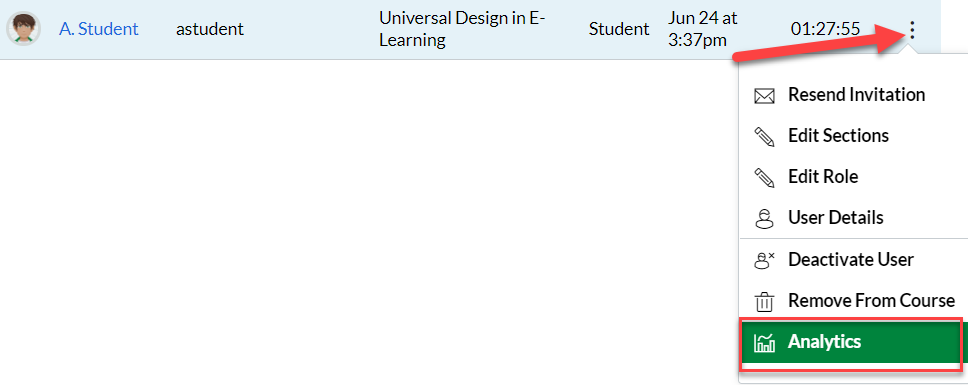 A. Student astudent Universal Design in E-
Learning Student Jun 24 at
3:37pm 01:27:55
Resend Invitation
Edit Sections
Edit Role
User Details
Deactivate User
Remove From Course
Analytics